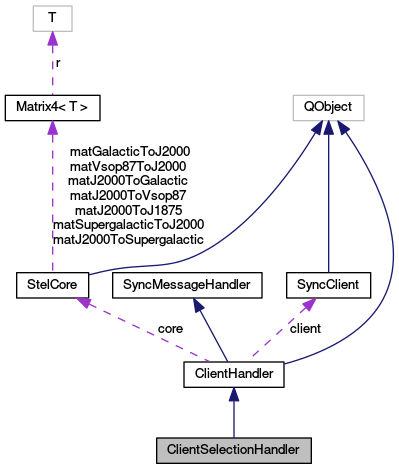 T
r
Matrix4< T >
QObject
matGalacticToJ2000
matVsop87ToJ2000
matJ2000ToGalactic
matJ2000ToVsop87
matJ2000ToJ1875
matSupergalacticToJ2000
matJ2000ToSupergalactic
StelCore
SyncMessageHandler
SyncClient
core
client
ClientHandler
ClientSelectionHandler